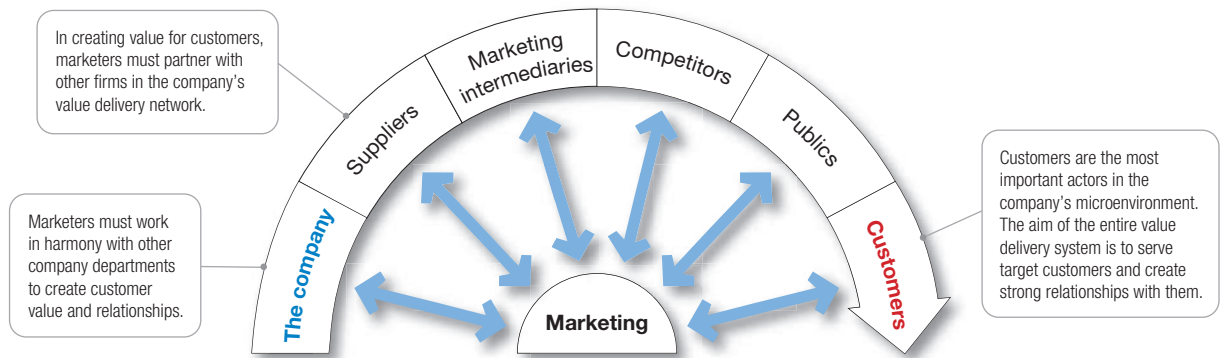 In creating value for customers,
marketers must partner with
other firms in the company's
value delivery network.
Marketers must work
in harmony with other
company departments
to create customer
value and relationships.
The company
Suppliers
Marketing
intermediaries
Competitors
Publics
Customers
Marketing
Customers are the most
important actors in the
company's microenvironment.
The aim of the entire value
delivery system is to serve
target customers and create
strong relationships with them.